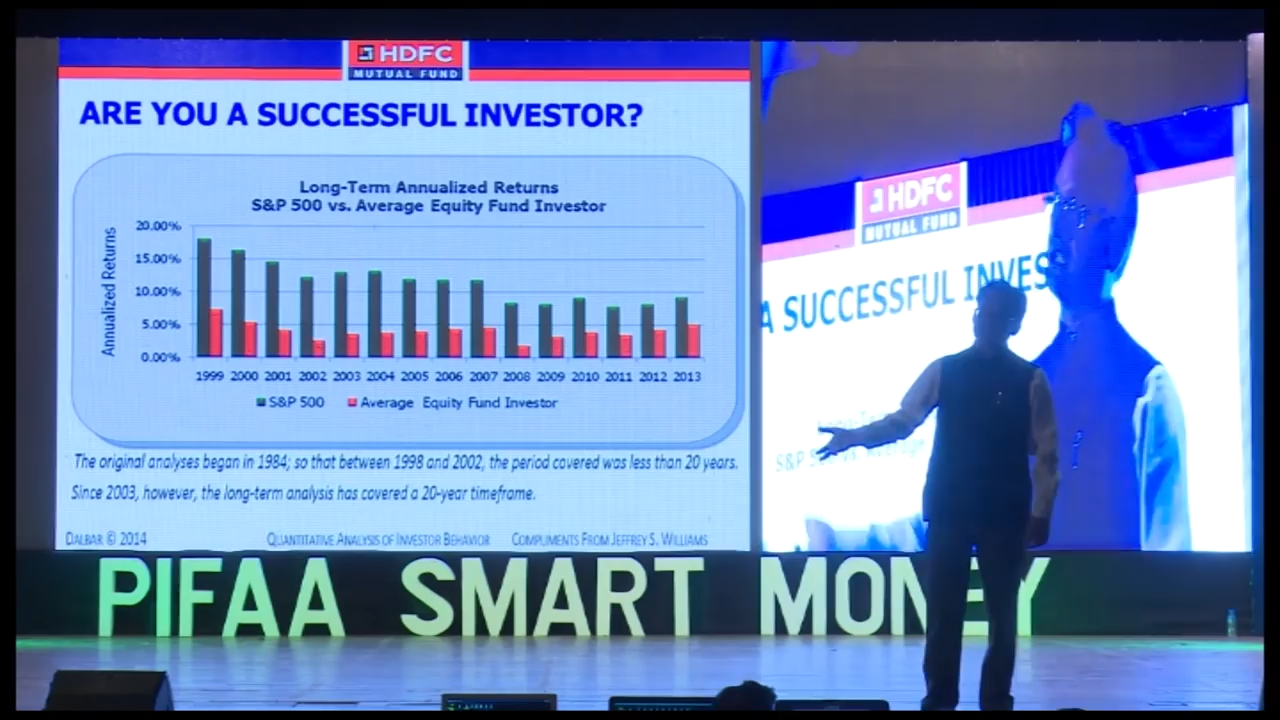 HDFC
MUTUAL FUND
ARE YOU A SUCCESSFUL INVESTOR?
Long-Term Annualized Returns
S&P 500 vs. Average Equity Fund Investor
Annualized Returns
20.00%
15.00%
10.00%
5.00%
0.00%
1999 2000 2001 2002 2003 2004 2005 2006 2007 2008 2009 2010 2011 2012 2013
S&P 500 Average Equity Fund Investor
The original analyses began in 1984; so that between 1998 and 2002, the period covered was less than 20 years.
Since 2003, however, the long-term analysis has covered a 20-year timeframe.
DALBAR © 2014 QUANTITATIVE ANALYSIS OF INVESTOR BEHAVIOR COMPLIMENTS FROM JEFFREY S. WILLIAMS
HDFC
MUTUAL FUND
A SUCCESSFUL INVES
PIFAA SMART MONEY